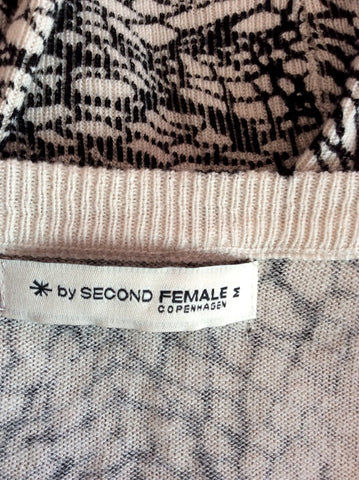 * by SECOND FEMALE M
COPENHAGEN